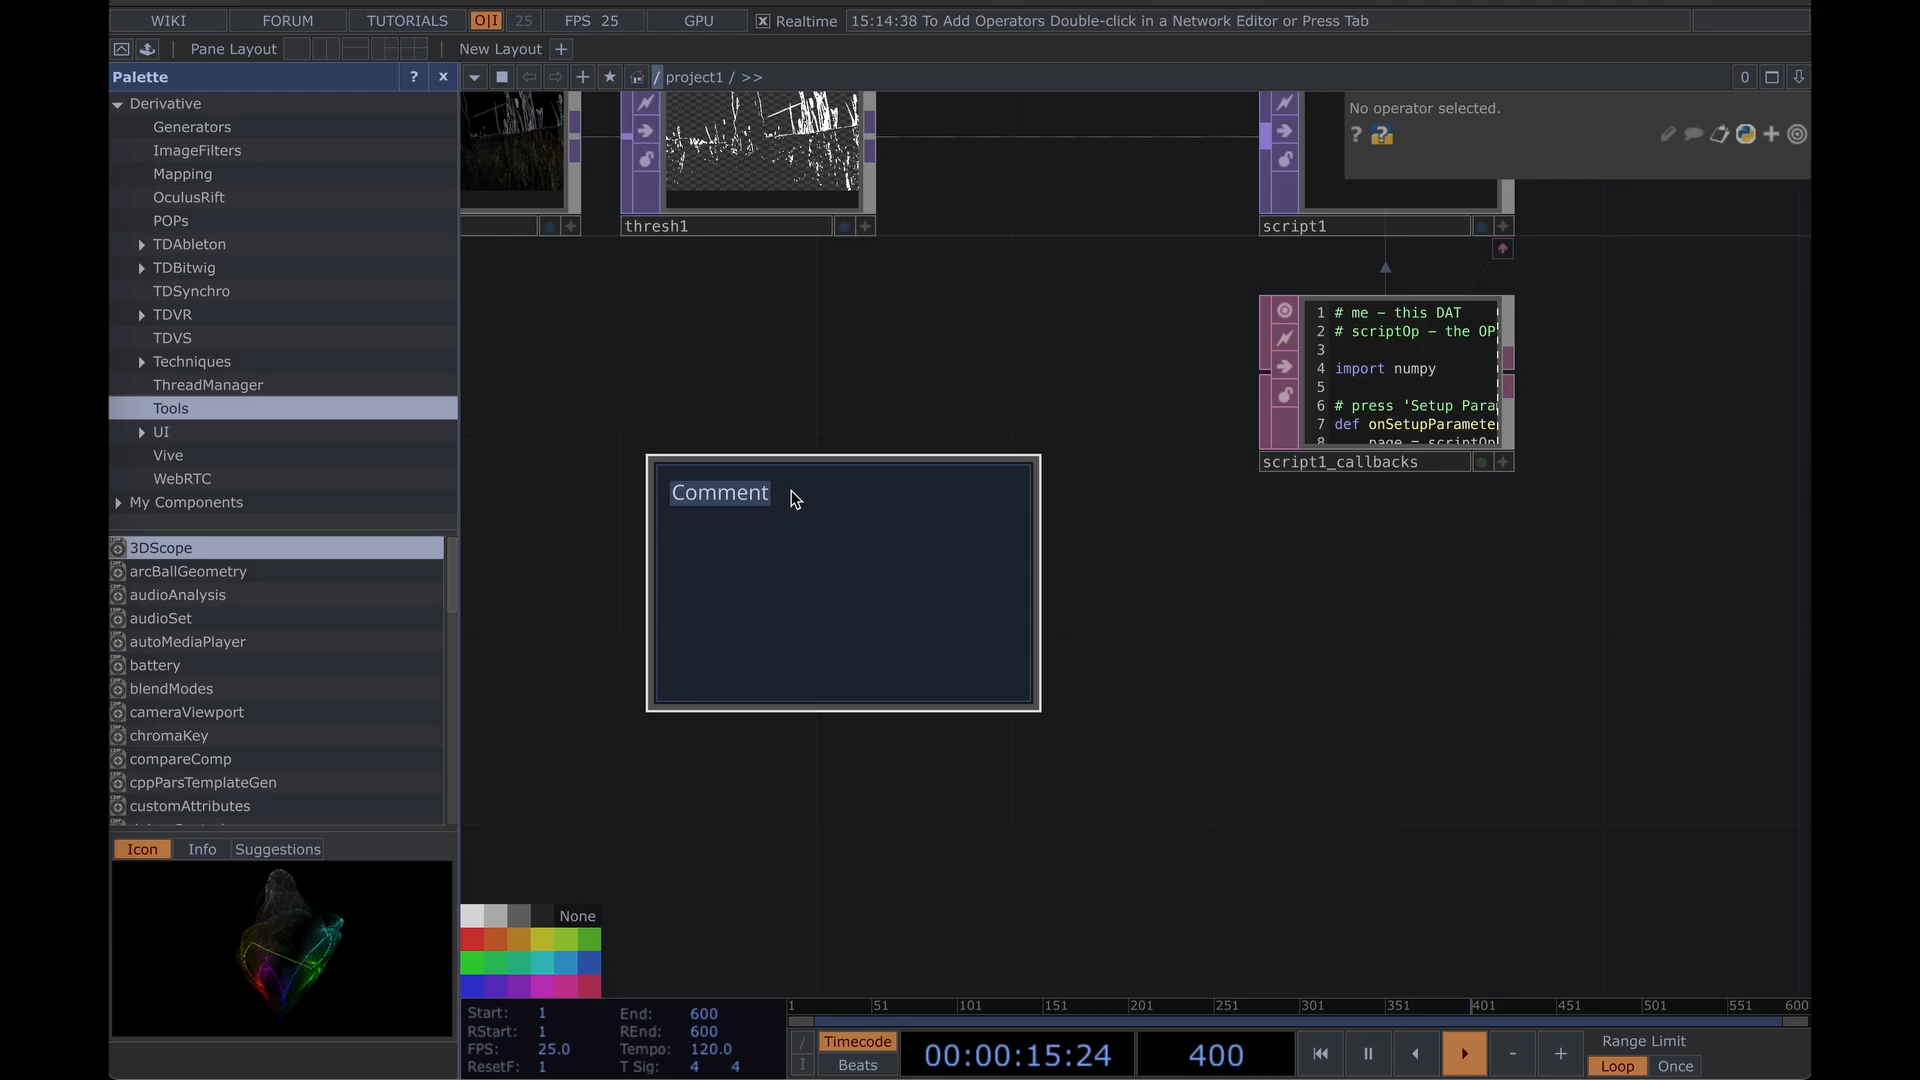 WIKI FORUM TUTORIALS O|I 25 FPS 25 GPU Realtime 15:14:38 To Add Operators Double-click in a Network Editor or Press Tab
Pane Layout New Layout +
Palette ? x
/ project1 / >> 0
Derivative
Generators
ImageFilters
Mapping
OculusRift
POPs
TDAbleton
TDBitwig
TDSynchro
TDVR
TDVS
Techniques
ThreadManager
Tools
UI
Vive
WebRTC
My Components
3DScope
arcBallGeometry
audioAnalysis
audioSet
autoMediaPlayer
battery
blendModes
cameraViewport
chromaKey
compareComp
cppParsTemplateGen
customAttributes
Icon Info Suggestions
thresh1
script1
No operator selected.
1 # me - this DAT
2 # scriptOp - the OP
3
4 import numpy
5
6 # press 'Setup Para
7 def onSetupParamete
8 page = scriptOp
script1_callbacks
Comment
None
Start: 1 End: 600
RStart: 1 REnd: 600
FPS: 25.0 Tempo: 120.0
ResetF: 1 T Sig: 4 4
1 51 101 151 201 251 301 351 401 451 501 551 600
Timecode
Beats
00:00:15:24
400
- +
Range Limit
Loop Once